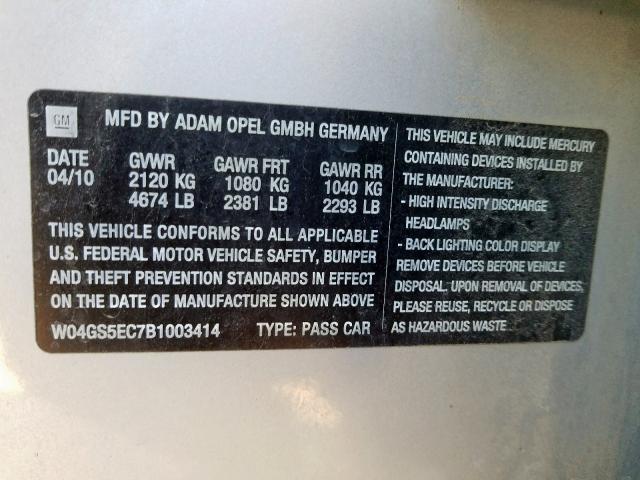 GM
MFD BY ADAM OPEL GMBH GERMANY
DATE GVWR GAWR FRT GAWR RR
04/10 2120 KG 1080 KG 1040 KG
4674 LB 2381 LB 2293 LB
THIS VEHICLE CONFORMS TO ALL APPLICABLE
U.S. FEDERAL MOTOR VEHICLE SAFETY, BUMPER
AND THEFT PREVENTION STANDARDS IN EFFECT
ON THE DATE OF MANUFACTURE SHOWN ABOVE
W04GS5EC7B1003414 TYPE: PASS CAR
THIS VEHICLE MAY INCLUDE MERCURY
CONTAINING DEVICES INSTALLED BY
THE MANUFACTURER:
- HIGH INTENSITY DISCHARGE
HEADLAMPS
- BACK LIGHTING COLOR DISPLAY
REMOVE DEVICES BEFORE VEHICLE
DISPOSAL. UPON REMOVAL OF DEVICES,
PLEASE REUSE, RECYCLE OR DISPOSE
AS HAZARDOUS WASTE.